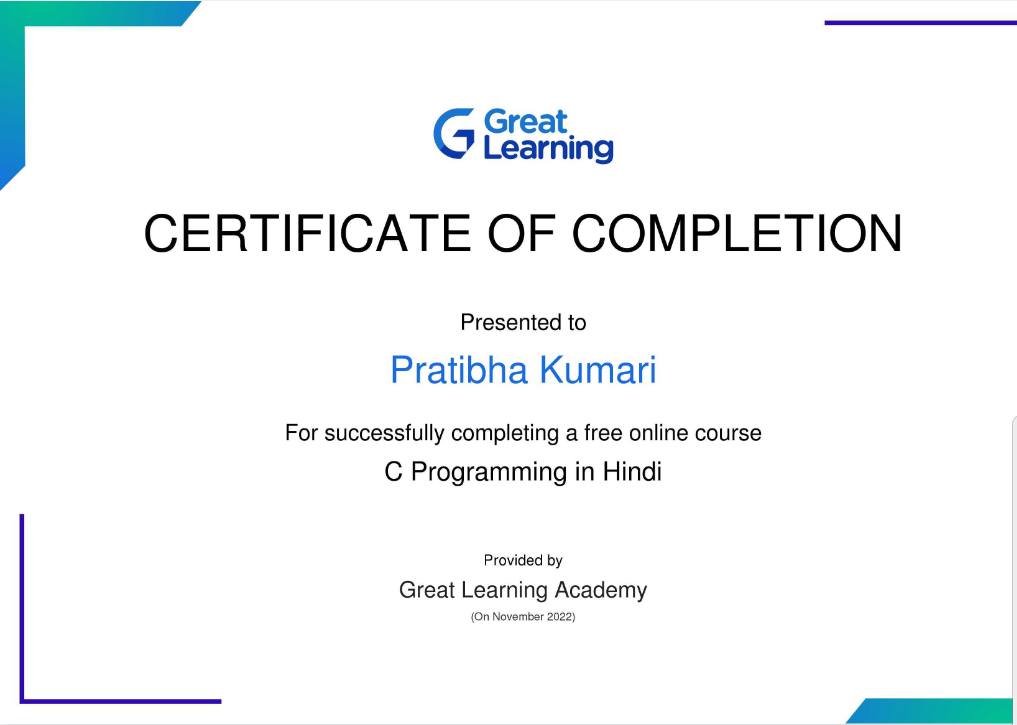 Great
Learning
CERTIFICATE OF COMPLETION
Presented to
Pratibha Kumari
For successfully completing a free online course
C Programming in Hindi
Provided by
Great Learning Academy
(On November 2022)